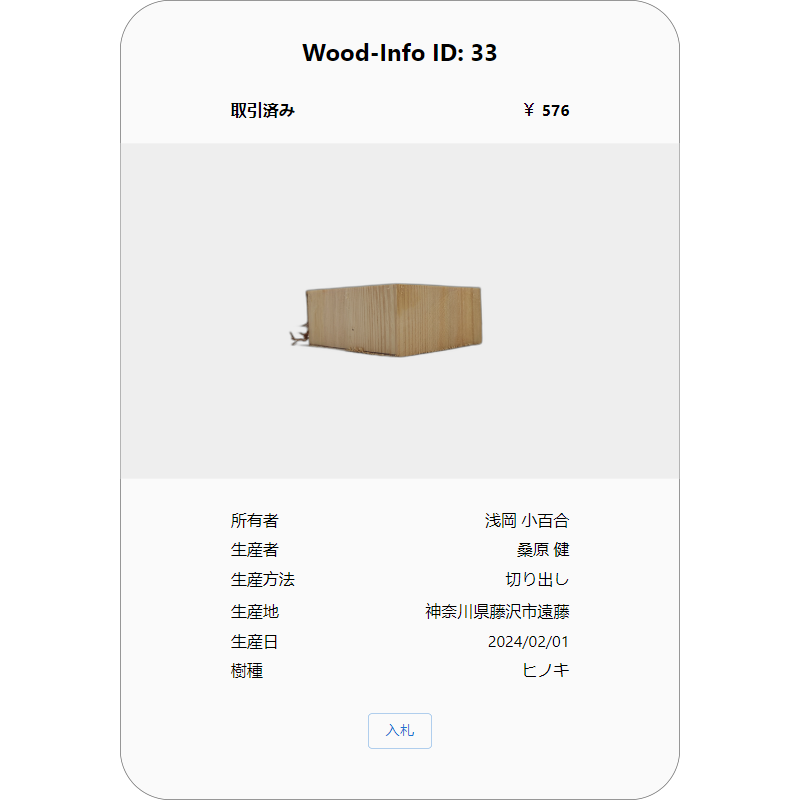 Wood-Info ID: 33
取引済み ¥ 576
所有者 浅岡 小百合
生産者 桑原 健
生産方法 切り出し
生産地 神奈川県藤沢市遠藤
生産日 2024/02/01
樹種 ヒノキ
入札